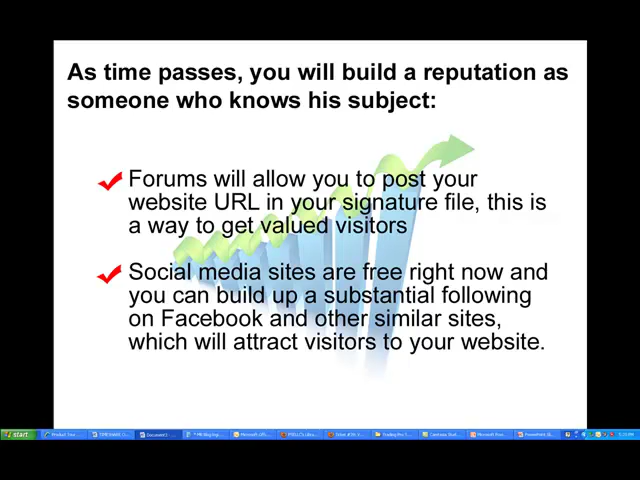 As time passes, you will build a reputation as
someone who knows his subject:
Forums will allow you to post your
website URL in your signature file, this is
a way to get valued visitors
Social media sites are free right now and
you can build up a substantial following
on Facebook and other similar sites,
which will attract visitors to your website.
start